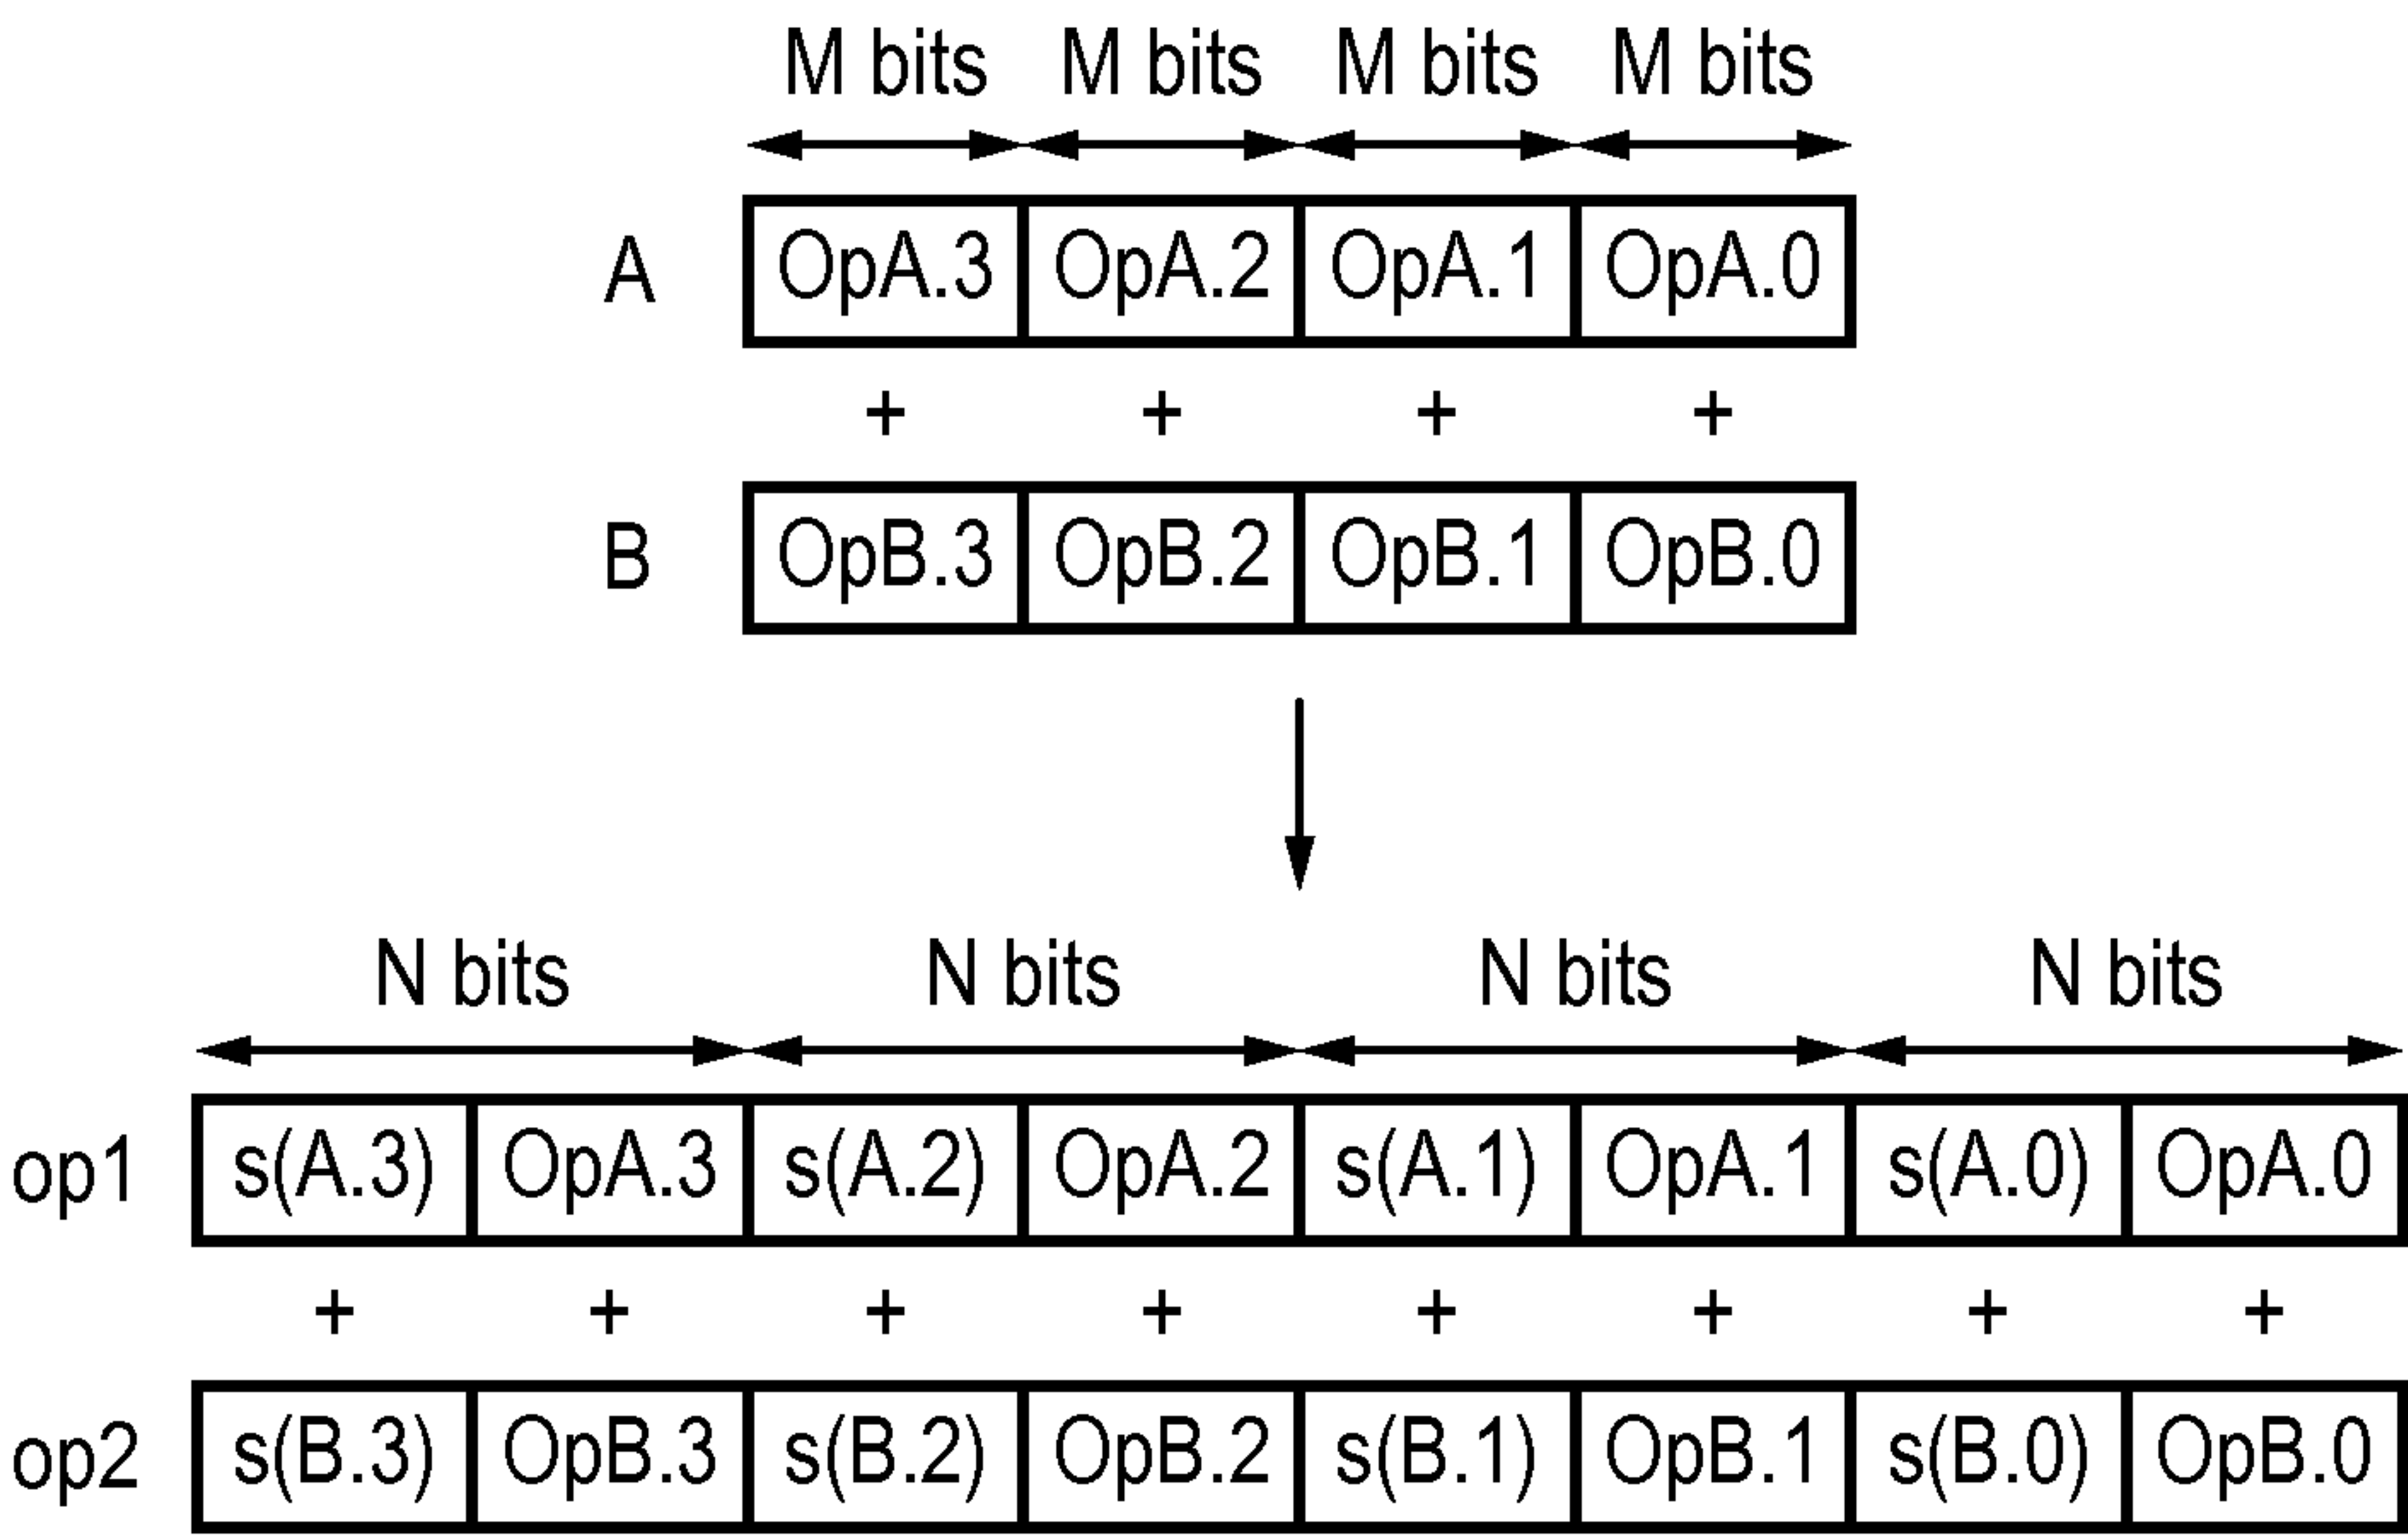 M bits M bits M bits M bits
A OpA.3 OpA.2 OpA.1 OpA.0
+ + + +
B OpB.3 OpB.2 OpB.1 OpB.0
N bits N bits N bits N bits
op1 s(A.3) OpA.3 s(A.2) OpA.2 s(A.1) OpA.1 s(A.0) OpA.0
+ + + + + + + +
op2 s(B.3) OpB.3 s(B.2) OpB.2 s(B.1) OpB.1 s(B.0) OpB.0